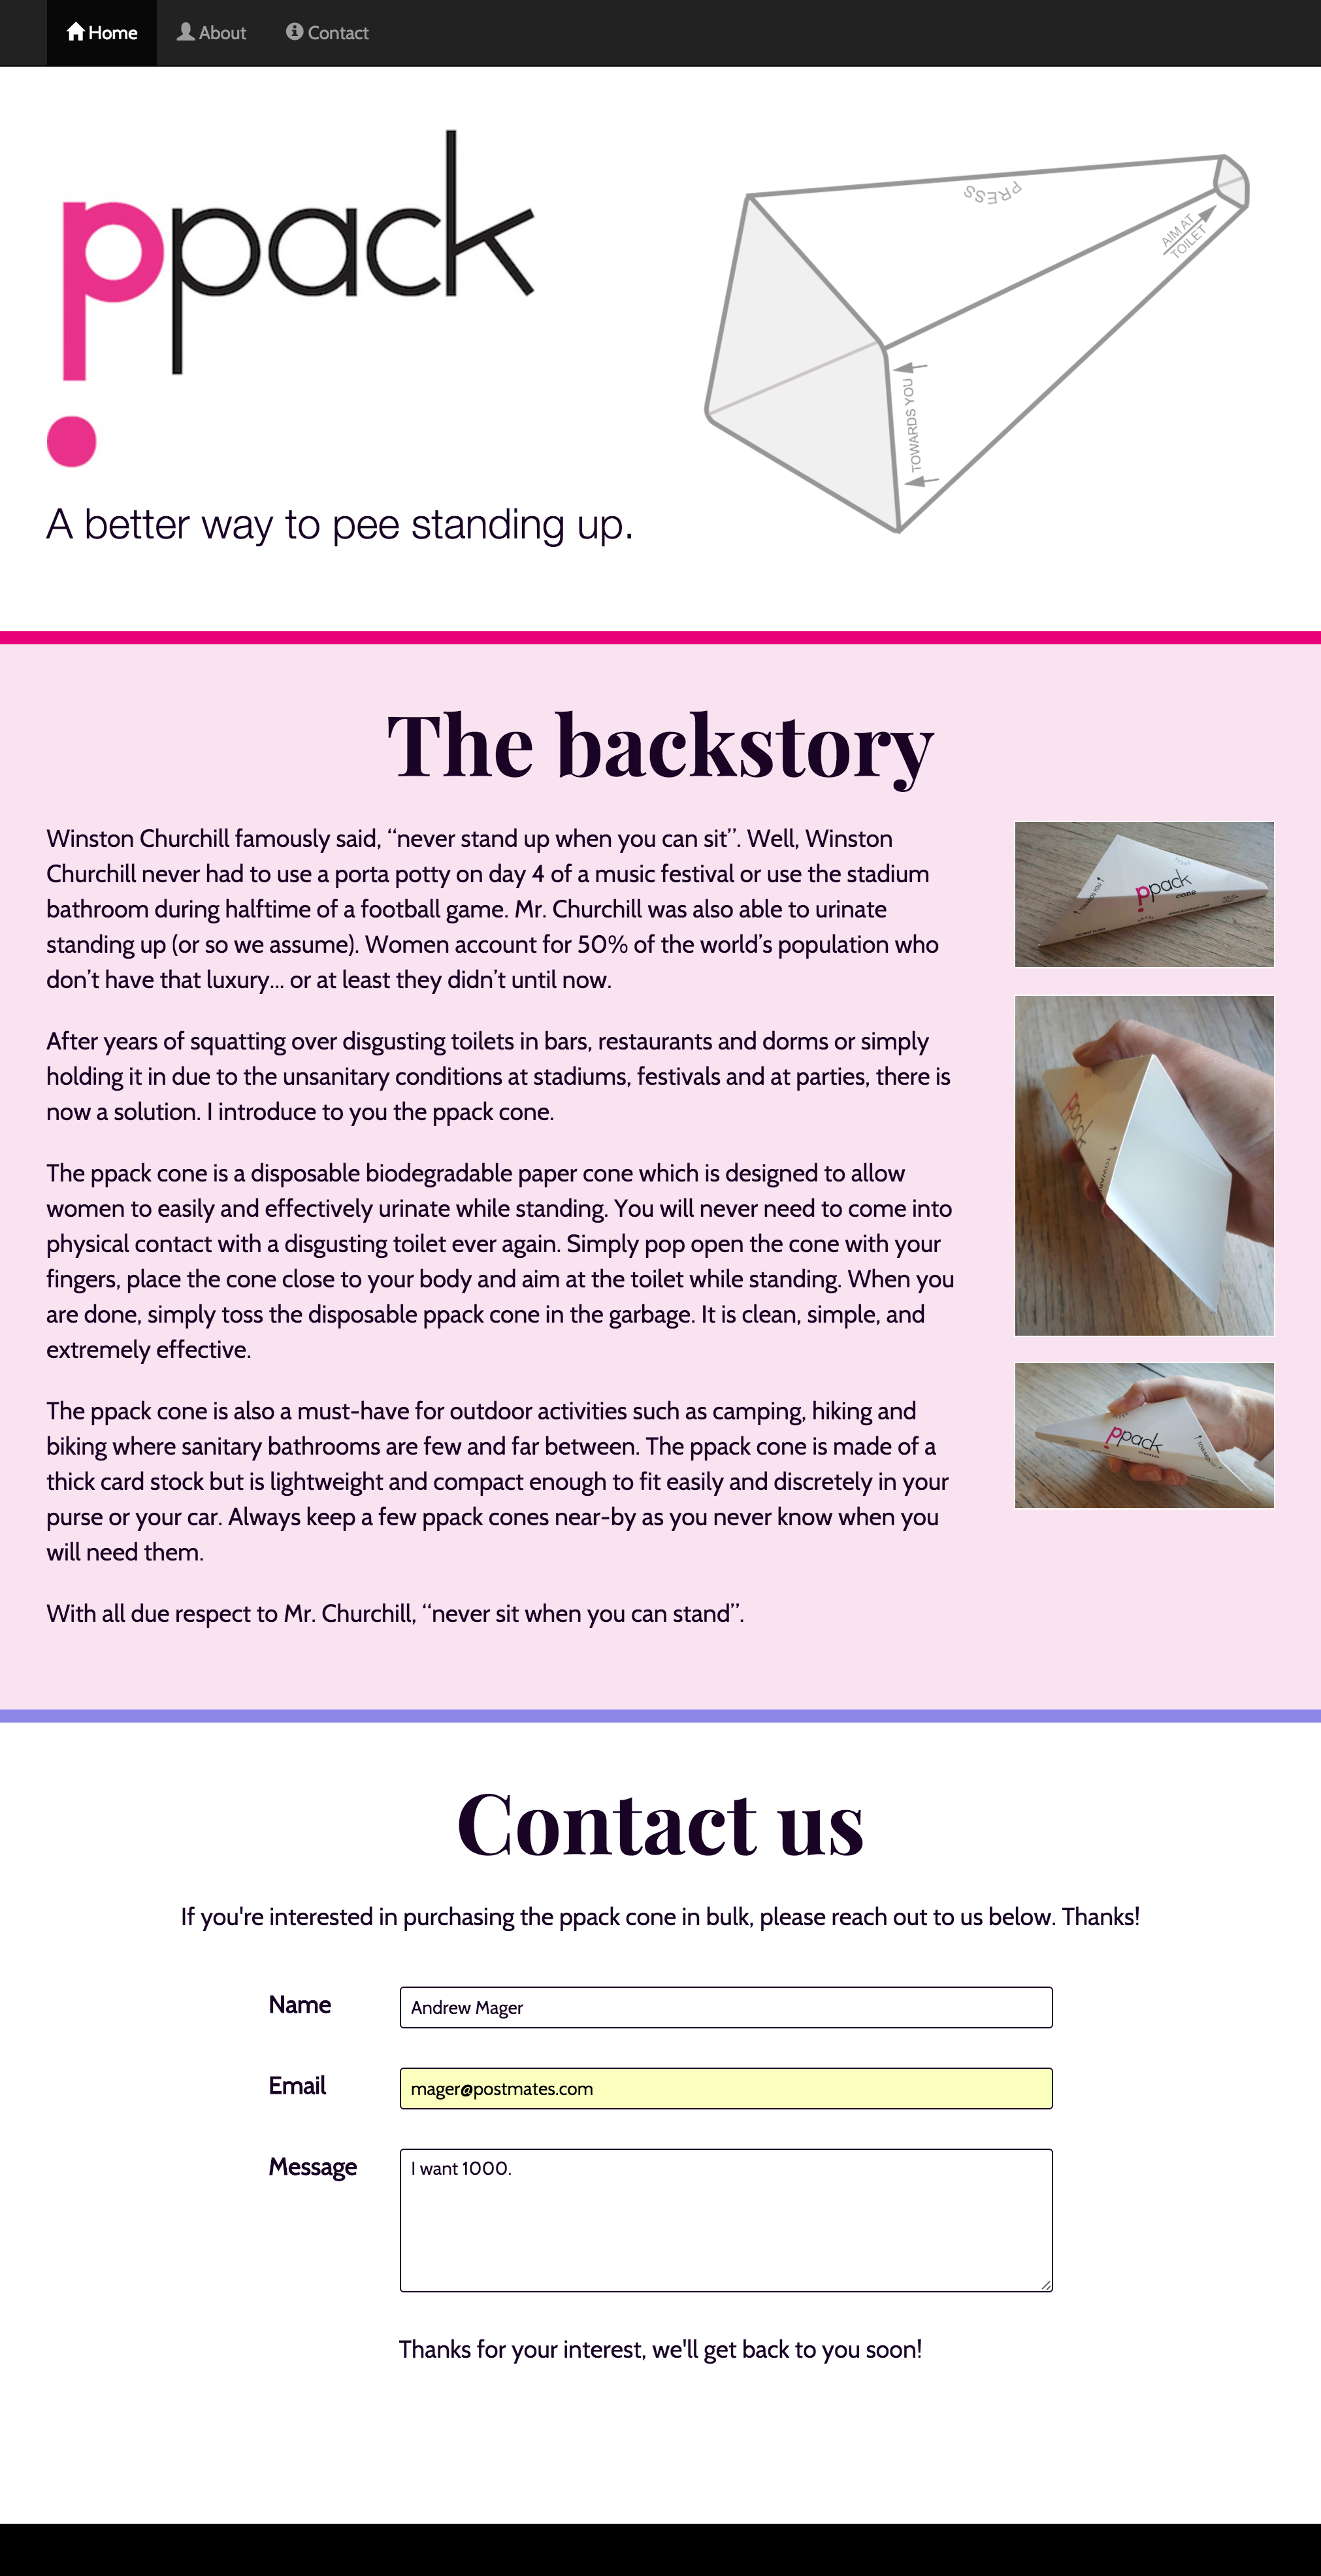 Home
About
Contact
ppack
PRESS
AIM AT
TOILET
TOWARDS YOU
A better way to pee standing up.
The backstory
Winston Churchill famously said, “never stand up when you can sit”. Well, Winston
Churchill never had to use a porta potty on day 4 of a music festival or use the stadium
bathroom during halftime of a football game. Mr. Churchill was also able to urinate
standing up (or so we assume). Women account for 50% of the world’s population who
don’t have that luxury... or at least they didn’t until now.
After years of squatting over disgusting toilets in bars, restaurants and dorms or simply
holding it in due to the unsanitary conditions at stadiums, festivals and at parties, there is
now a solution. I introduce to you the ppack cone.
The ppack cone is a disposable biodegradable paper cone which is designed to allow
women to easily and effectively urinate while standing. You will never need to come into
physical contact with a disgusting toilet ever again. Simply pop open the cone with your
fingers, place the cone close to your body and aim at the toilet while standing. When you
are done, simply toss the disposable ppack cone in the garbage. It is clean, simple, and
extremely effective.
The ppack cone is also a must-have for outdoor activities such as camping, hiking and
biking where sanitary bathrooms are few and far between. The ppack cone is made of a
thick card stock but is lightweight and compact enough to fit easily and discretely in your
purse or your car. Always keep a few ppack cones near-by as you never know when you
will need them.
With all due respect to Mr. Churchill, “never sit when you can stand”.
TOWARDS YOU
ppack
cone
ppack
ppack
Contact us
If you're interested in purchasing the ppack cone in bulk, please reach out to us below. Thanks!
Name
Andrew Mager
Email
mager@postmates.com
Message
I want 1000.
Thanks for your interest, we'll get back to you soon!